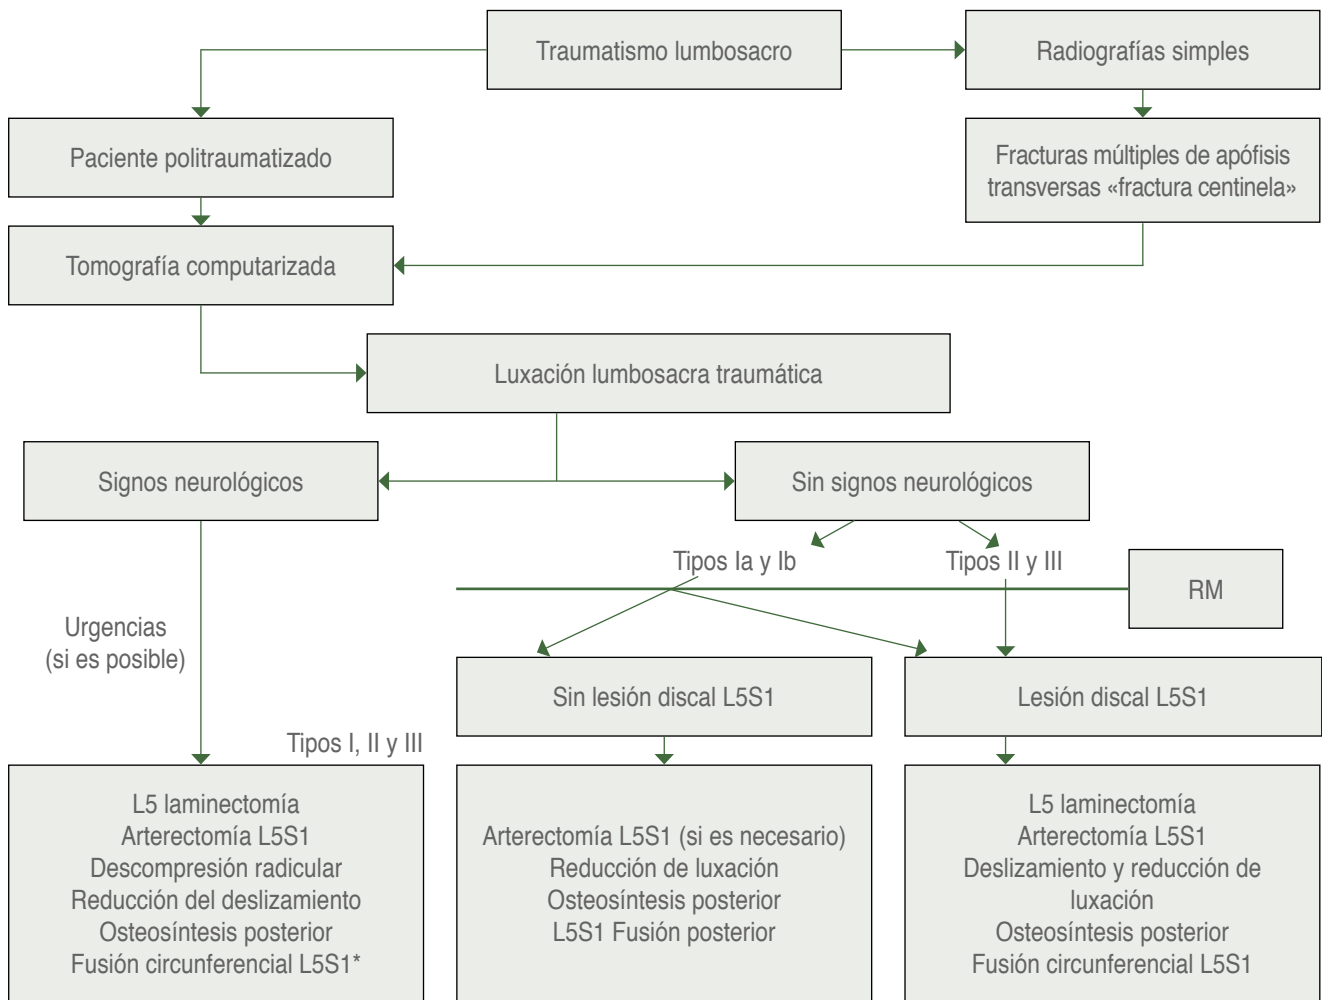 Traumatismo lumbosacro
Radiografías simples
Paciente politraumatizado
Fracturas múltiples de apófisis
transversas «fractura centinela»
Tomografía computarizada
Luxación lumbosacra traumática
Signos neurológicos
Sin signos neurológicos
Tipos Ia y Ib
Tipos II y III
RM
Urgencias
(si es posible)
Sin lesión discal L5S1
Lesión discal L5S1
Tipos I, II y III
L5 laminectomía
Arterectomía L5S1
Descompresión radicular
Reducción del deslizamiento
Osteosíntesis posterior
Fusión circunferencial L5S1*
Arterectomía L5S1 (si es necesario)
Reducción de luxación
Osteosíntesis posterior
L5S1 Fusión posterior
L5 laminectomía
Arterectomía L5S1
Deslizamiento y reducción de
luxación
Osteosíntesis posterior
Fusión circunferencial L5S1